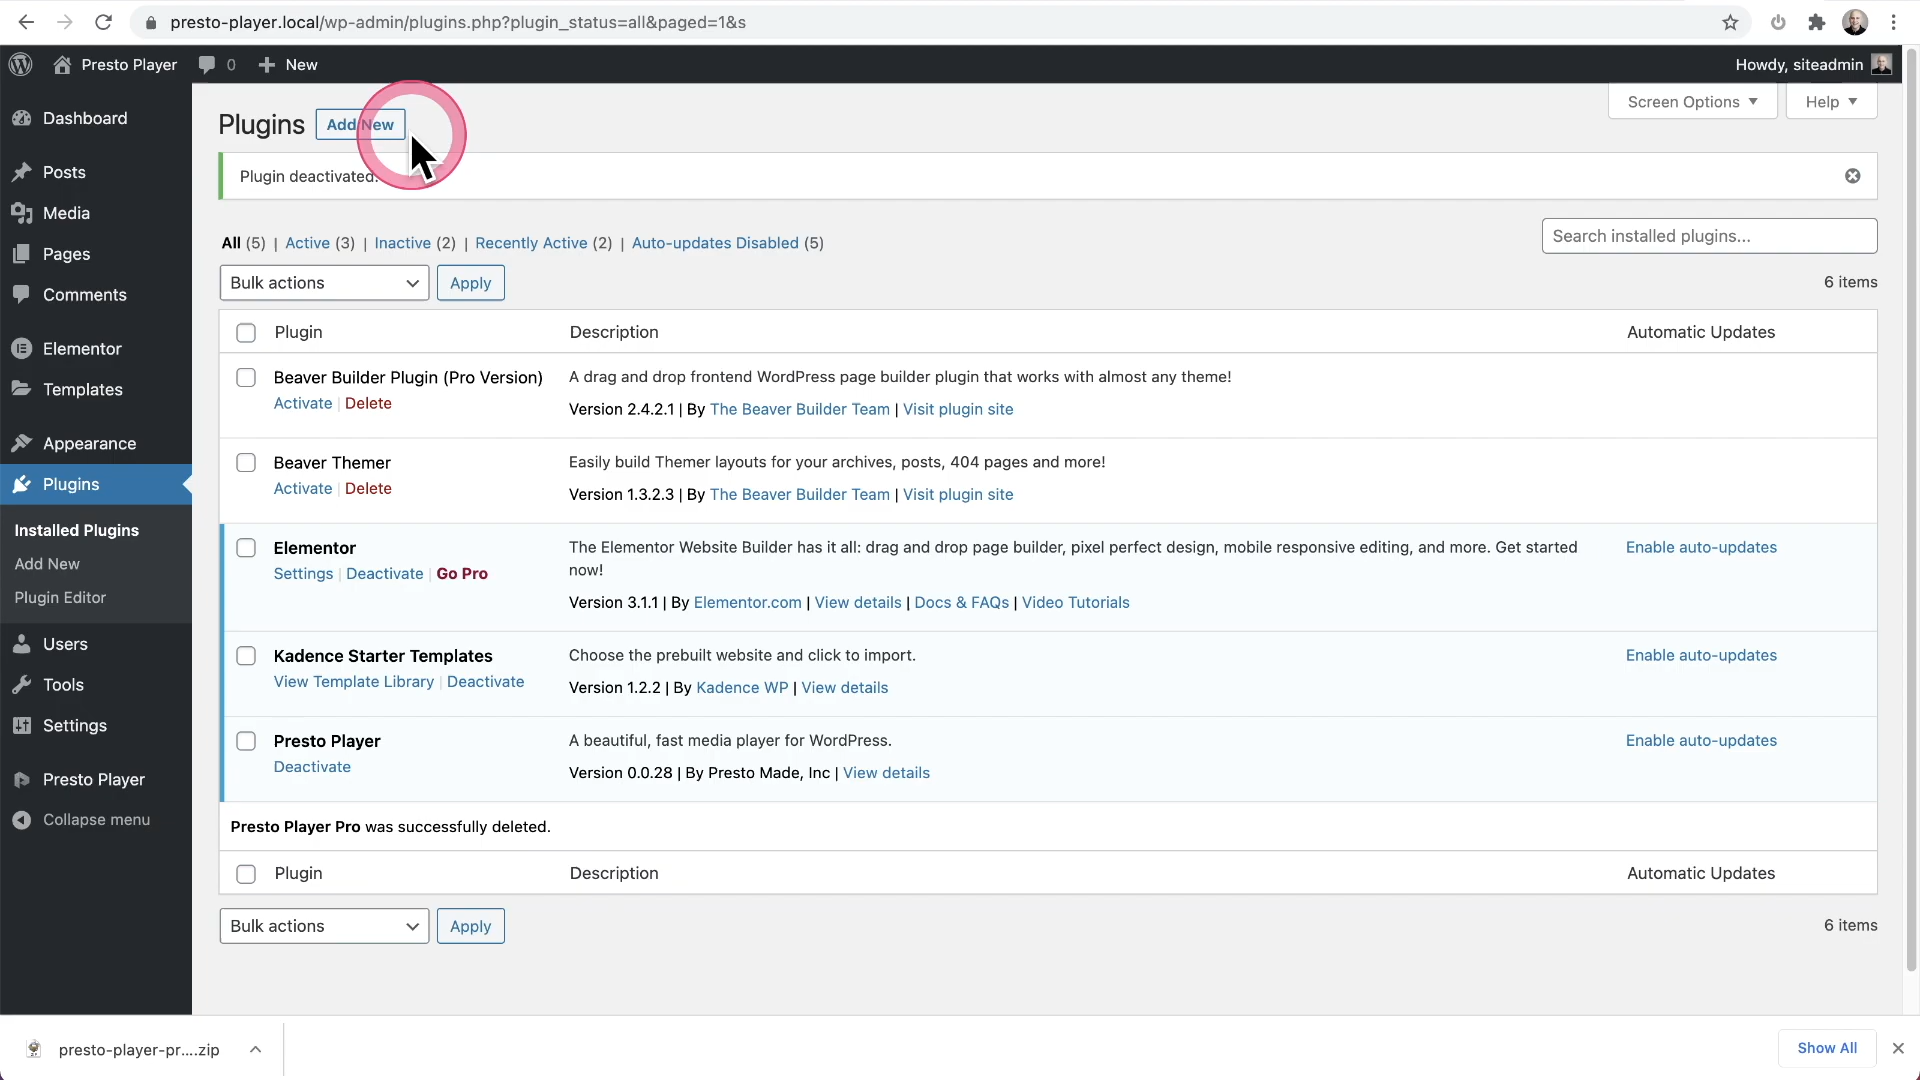 presto-player.local/wp-admin/plugins.php?plugin_status=all&paged=1&s
Presto Player 0 New Howdy, siteadmin
Screen Options Help
Dashboard
Posts
Media
Pages
Comments
Elementor
Templates
Appearance
Plugins
Installed Plugins
Add New
Plugin Editor
Users
Tools
Settings
Presto Player
Collapse menu
Plugins Add New
Plugin deactivated.
All (5) | Active (3) | Inactive (2) | Recently Active (2) | Auto-updates Disabled (5)
Search installed plugins...
Bulk actions Apply 6 items
Plugin Description Automatic Updates
Beaver Builder Plugin (Pro Version) A drag and drop frontend WordPress page builder plugin that works with almost any theme!
Activate | Delete Version 2.4.2.1 | By The Beaver Builder Team | Visit plugin site
Beaver Themer Easily build Themer layouts for your archives, posts, 404 pages and more!
Activate | Delete Version 1.3.2.3 | By The Beaver Builder Team | Visit plugin site
Elementor The Elementor Website Builder has it all: drag and drop page builder, pixel perfect design, mobile responsive editing, and more. Get started Enable auto-updates
Settings | Deactivate | Go Pro now!
Version 3.1.1 | By Elementor.com | View details | Docs & FAQs | Video Tutorials
Kadence Starter Templates Choose the prebuilt website and click to import. Enable auto-updates
View Template Library | Deactivate Version 1.2.2 | By Kadence WP | View details
Presto Player A beautiful, fast media player for WordPress. Enable auto-updates
Deactivate Version 0.0.28 | By Presto Made, Inc | View details
Presto Player Pro was successfully deleted.
Plugin Description Automatic Updates
Bulk actions Apply 6 items
presto-player-pr....zip Show All